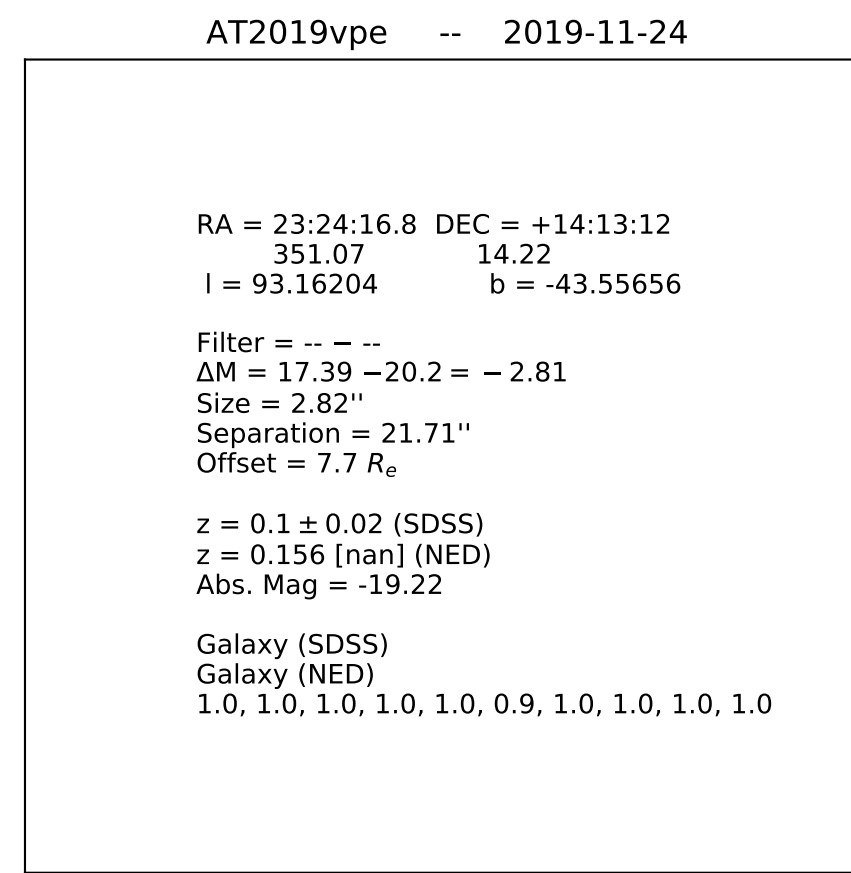 AT2019vpe -- 2019-11-24
RA = 23:24:16.8 DEC = +14:13:12
351.07 14.22
l = 93.16204 b = -43.55656
Filter = -- − --
ΔM = 17.39 −20.2 = − 2.81
Size = 2.82''
Separation = 21.71''
Offset = 7.7 Rₑ
z = 0.1 ± 0.02 (SDSS)
z = 0.156 [nan] (NED)
Abs. Mag = -19.22
Galaxy (SDSS)
Galaxy (NED)
1.0, 1.0, 1.0, 1.0, 1.0, 0.9, 1.0, 1.0, 1.0, 1.0